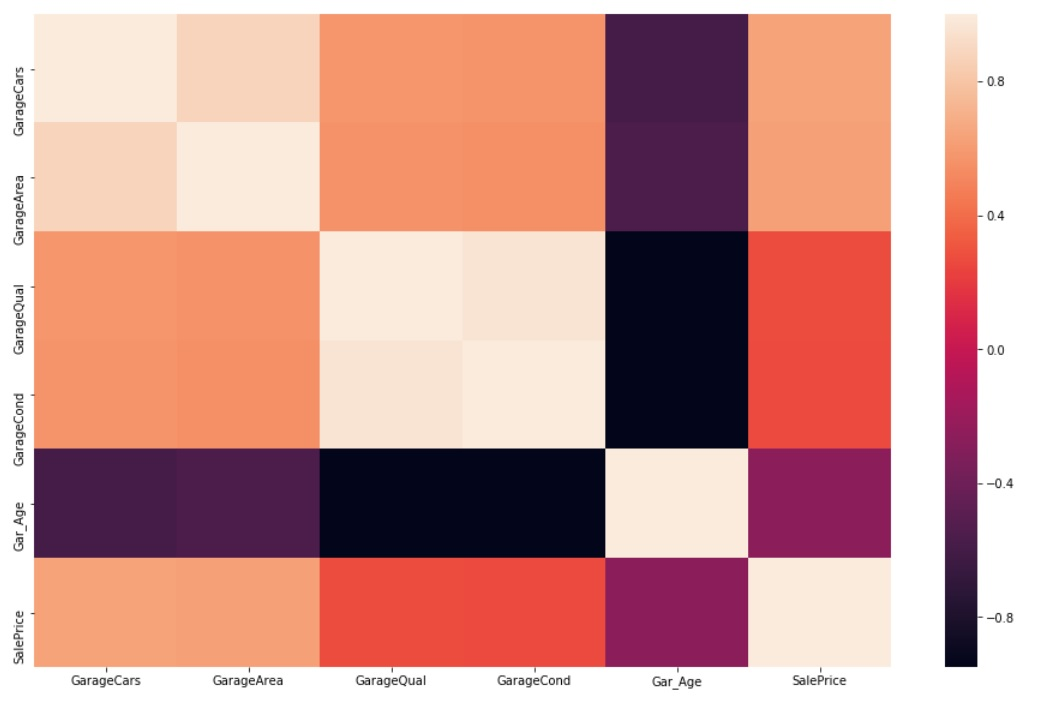 GarageCars
GarageArea
GarageQual
GarageCond
Gar_Age
SalePrice
GarageCars GarageArea GarageQual GarageCond Gar_Age SalePrice
0.8
0.4
0.0
−0.4
−0.8